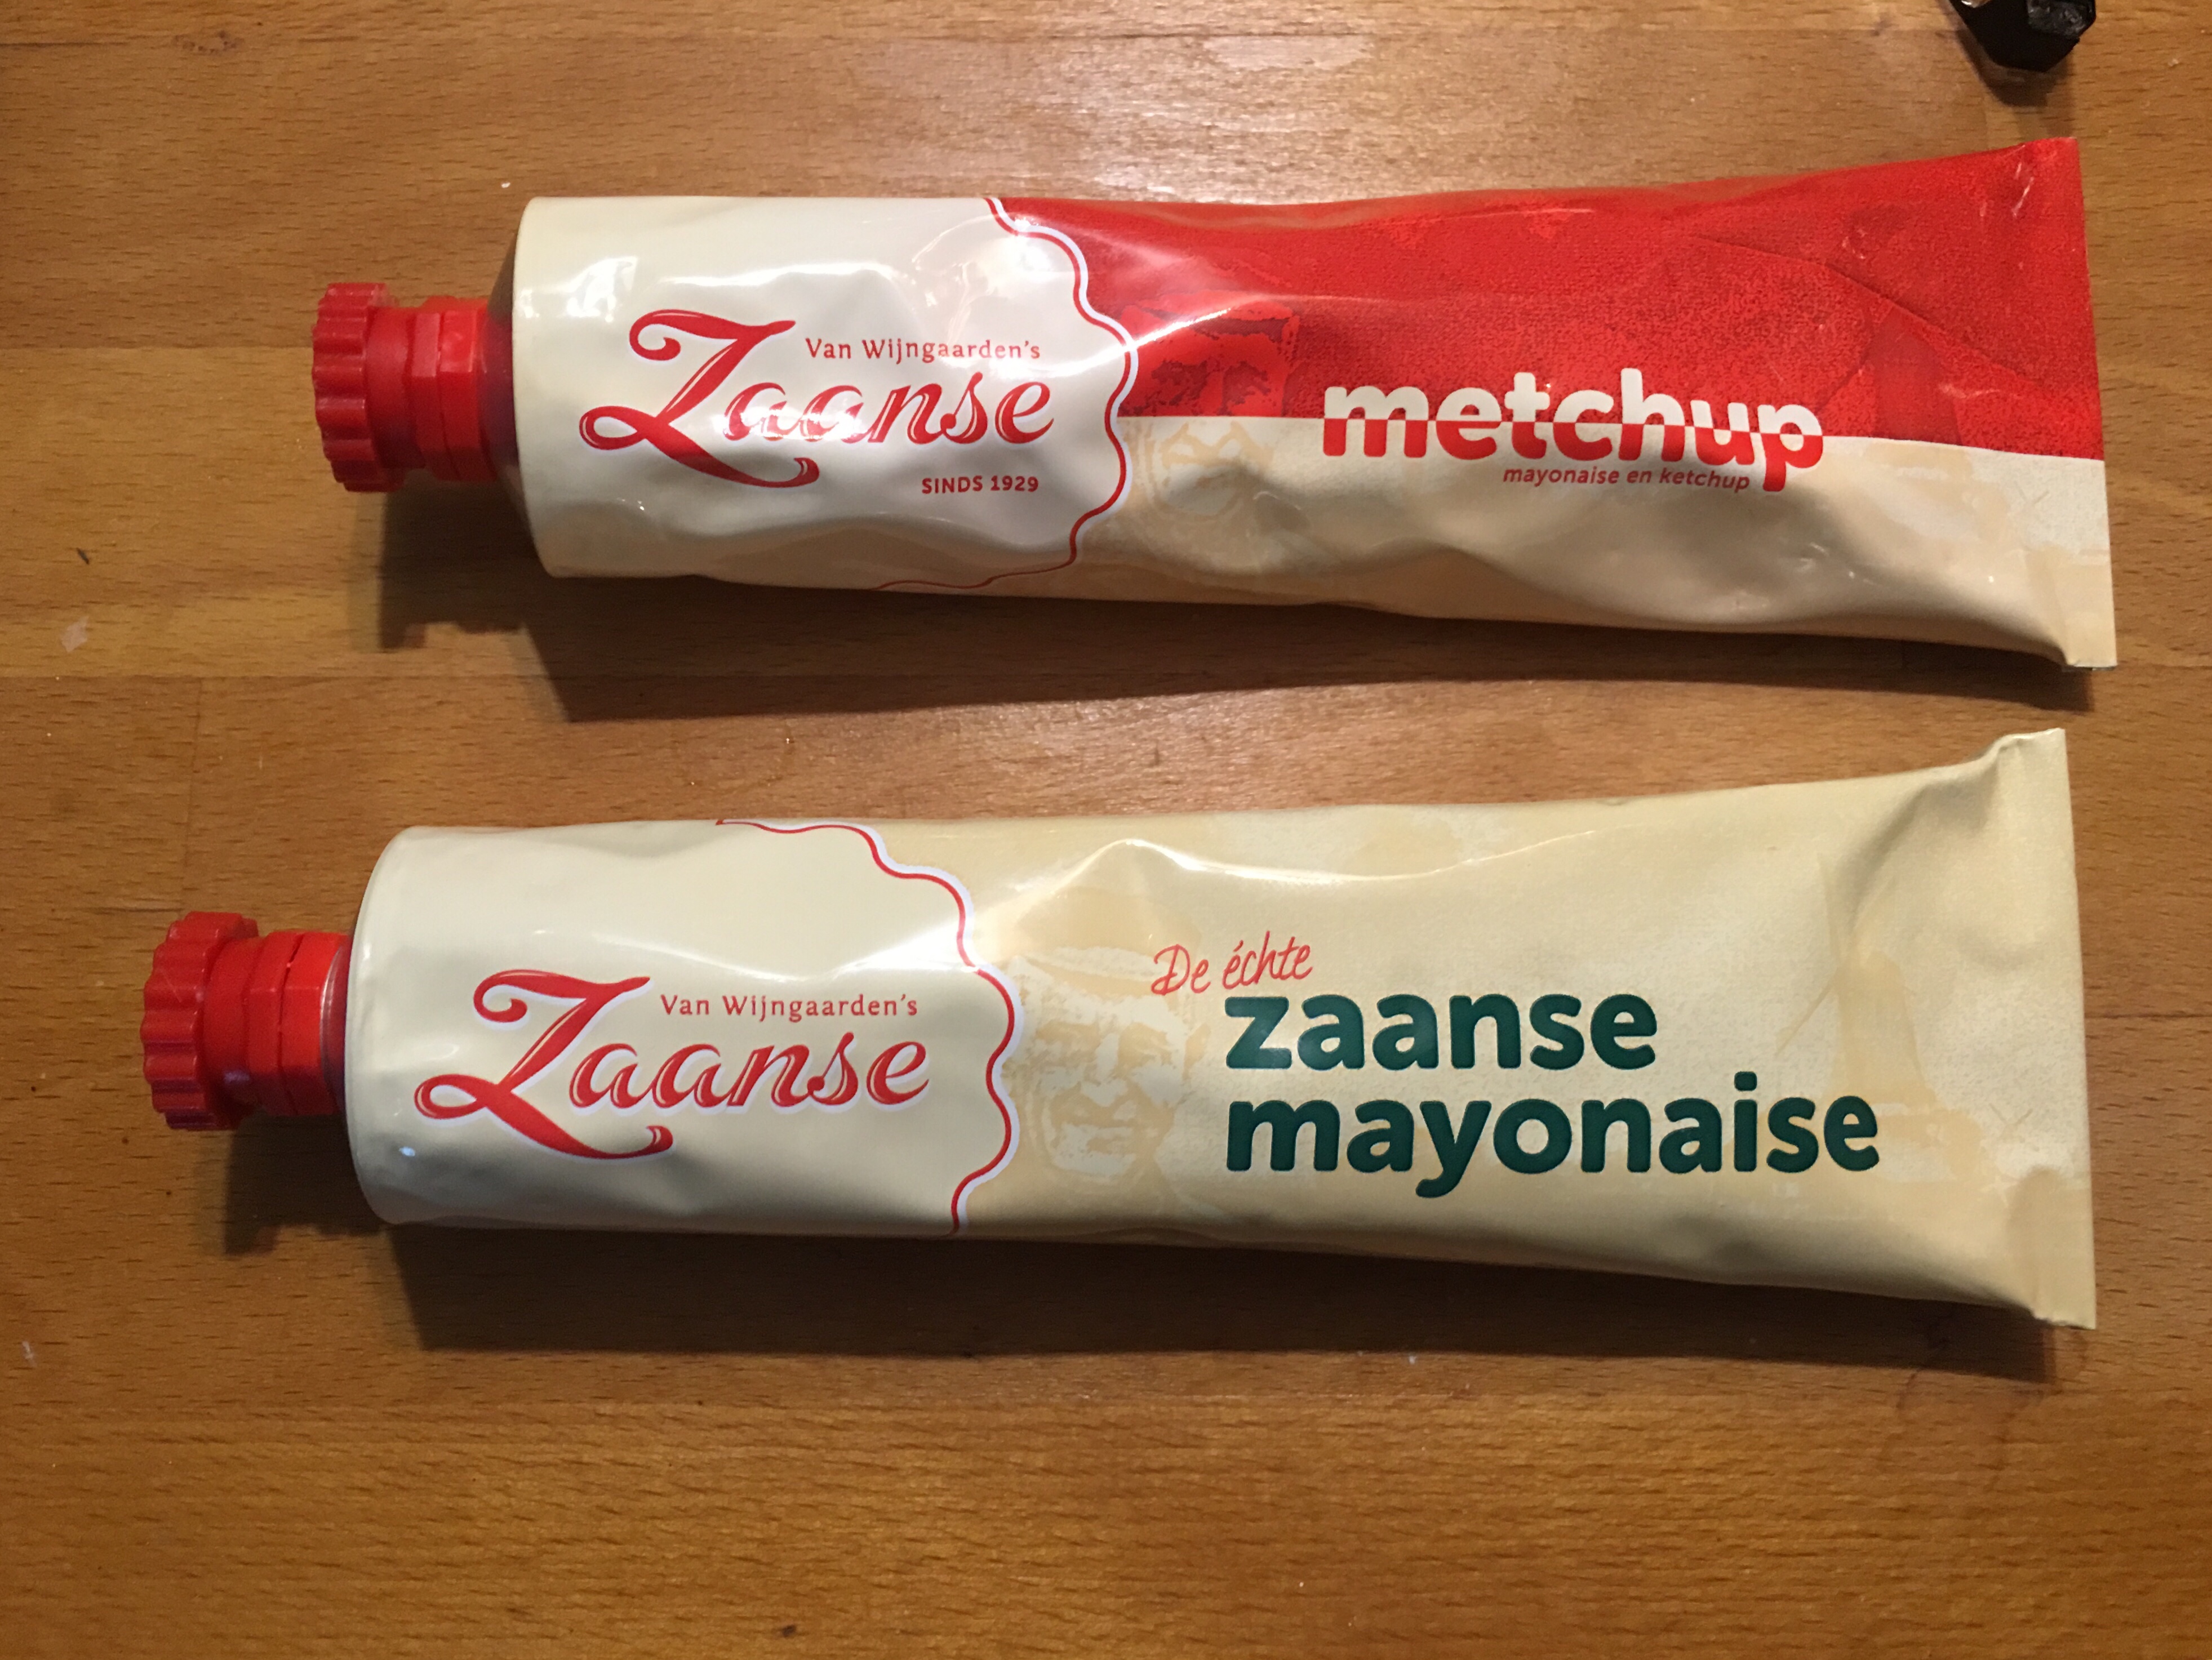 Van Wijngaarden's
Zaanse
SINDS 1929
metchup
mayonaise en ketchup
Van Wijngaarden's
Zaanse
De échte
zaanse
mayonaise